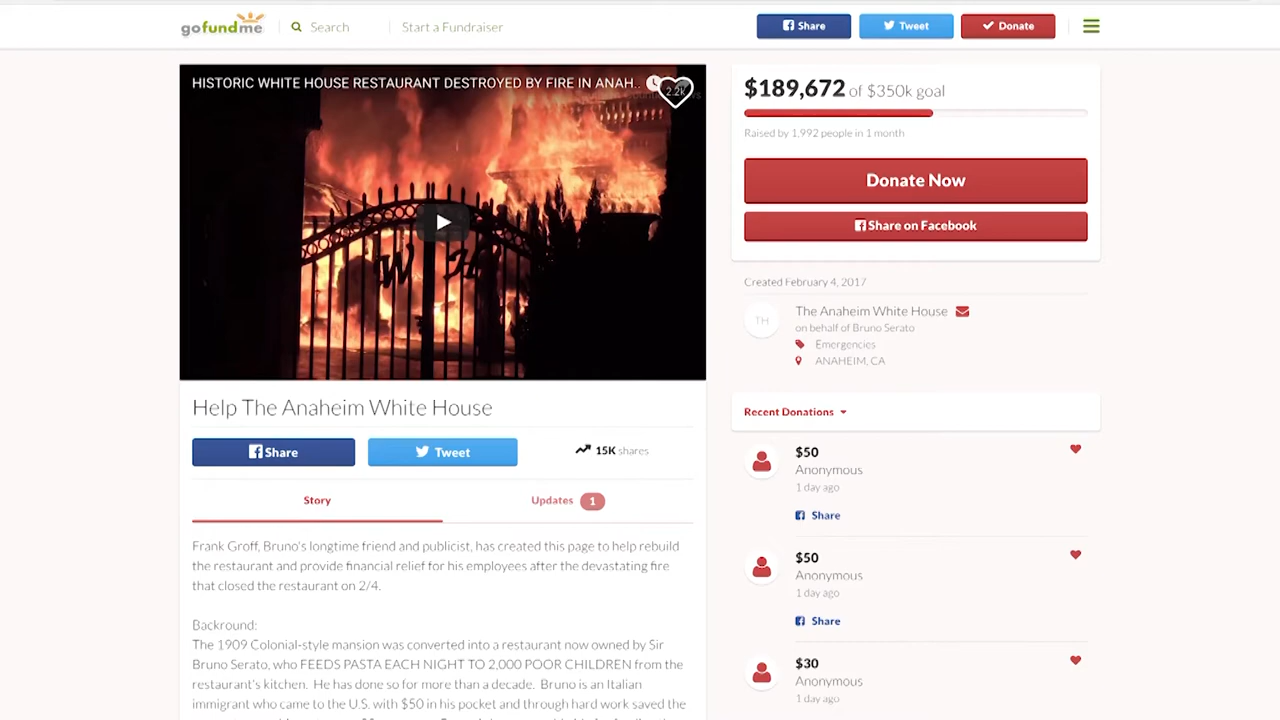 gofundme
Search
Start a Fundraiser
Share
Tweet
Donate
HISTORIC WHITE HOUSE RESTAURANT DESTROYED BY FIRE IN ANAH..
2.2k
W H
$189,672 of $350k goal
Raised by 1,992 people in 1 month
Donate Now
Share on Facebook
Created February 4, 2017
TH
The Anaheim White House
on behalf of Bruno Serato
Emergencies
ANAHEIM, CA
Help The Anaheim White House
Share
Tweet
15K shares
Story
Updates 1
Frank Groff, Bruno's longtime friend and publicist, has created this page to help rebuild
the restaurant and provide financial relief for his employees after the devastating fire
that closed the restaurant on 2/4.
Backround:
The 1909 Colonial-style mansion was converted into a restaurant now owned by Sir
Bruno Serato, who FEEDS PASTA EACH NIGHT TO 2,000 POOR CHILDREN from the
restaurant's kitchen. He has done so for more than a decade. Bruno is an Italian
immigrant who came to the U.S. with $50 in his pocket and through hard work saved the
Recent Donations
$50
Anonymous
1 day ago
Share
$50
Anonymous
1 day ago
Share
$30
Anonymous
1 day ago